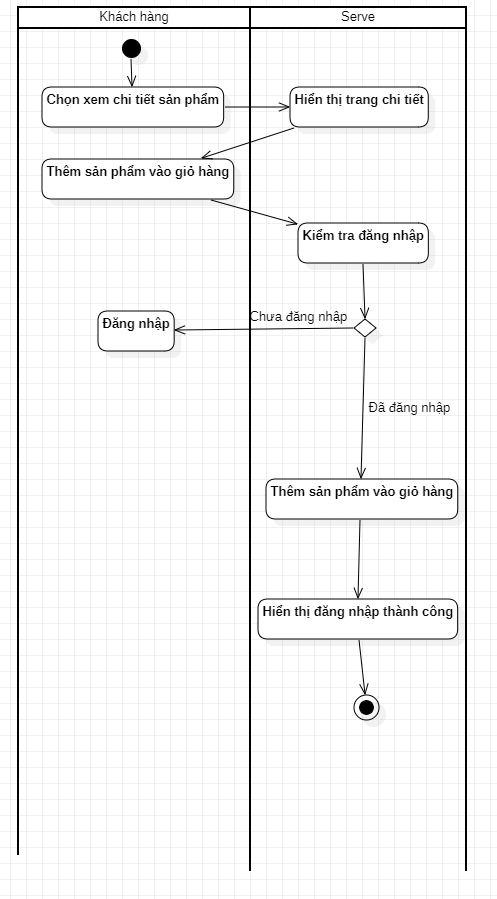 Khách hàng
Serve
Chọn xem chi tiết sản phẩm
Hiển thị trang chi tiết
Thêm sản phẩm vào giỏ hàng
Kiểm tra đăng nhập
Chưa đăng nhập
Đăng nhập
Đã đăng nhập
Thêm sản phẩm vào giỏ hàng
Hiển thị đăng nhập thành công